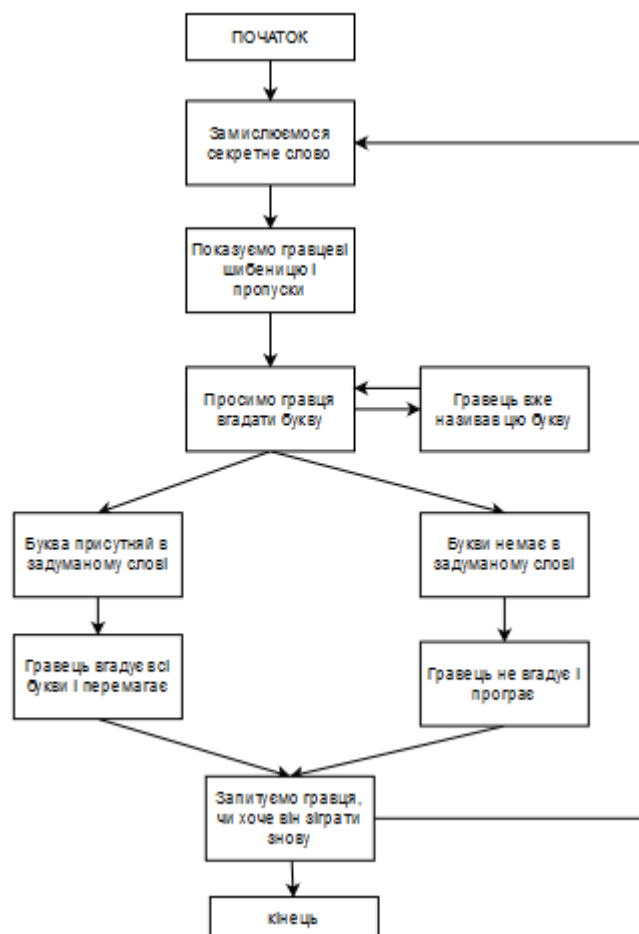 ПОЧАТОК
Замислюємося
секретне слово
Показуємо гравцеві
шибеницю і
пропуски
Просимо гравця
вгадати букву
Гравець вже
називав цю букву
Буква присутняй в
задуманому слові
Букви немає в
задуманому слові
Гравець вгадує всі
букви і перемагає
Гравець не вгадує і
програє
Запитуємо гравця,
чи хоче він зіграти
знову
кінець